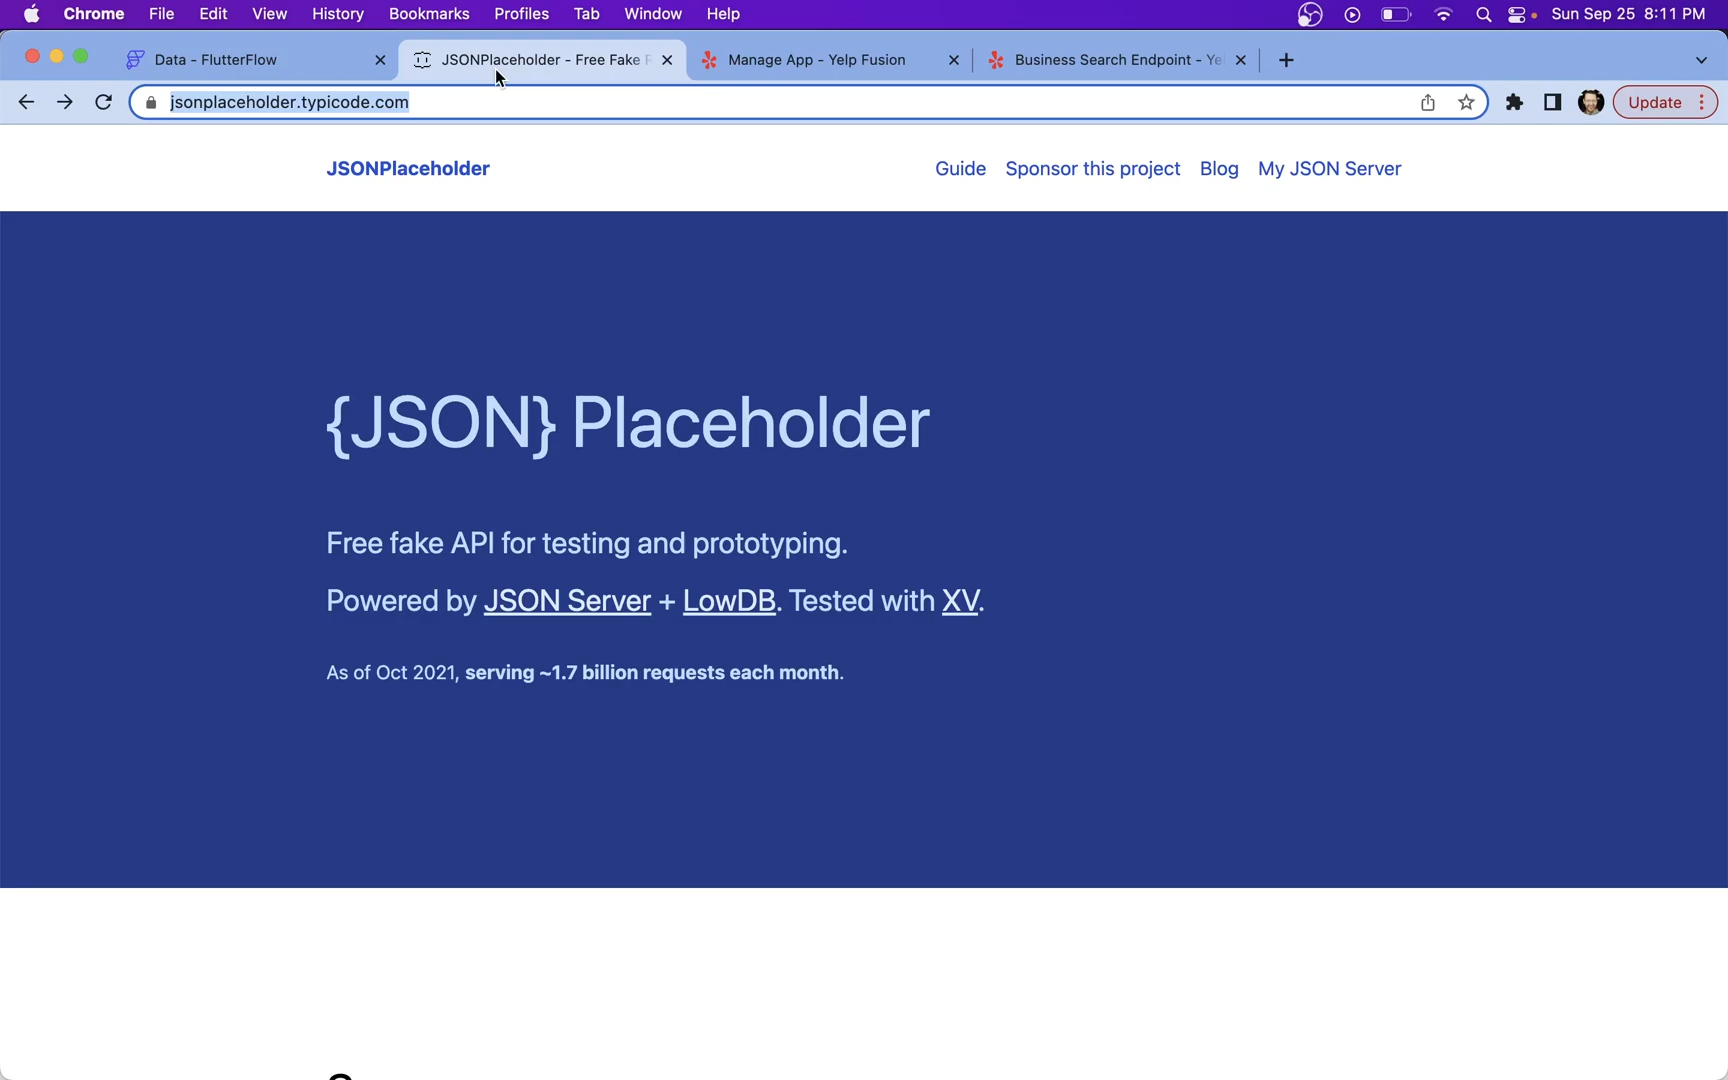 Chrome File Edit View History Bookmarks Profiles Tab Window Help Sun Sep 25 8:11 PM
Data - FlutterFlow JSONPlaceholder - Free Fake Manage App - Yelp Fusion Business Search Endpoint - Ye
jsonplaceholder.typicode.com Update
JSONPlaceholder Guide Sponsor this project Blog My JSON Server
{JSON} Placeholder
Free fake API for testing and prototyping.
Powered by JSON Server + LowDB. Tested with XV.
As of Oct 2021, serving ~1.7 billion requests each month.